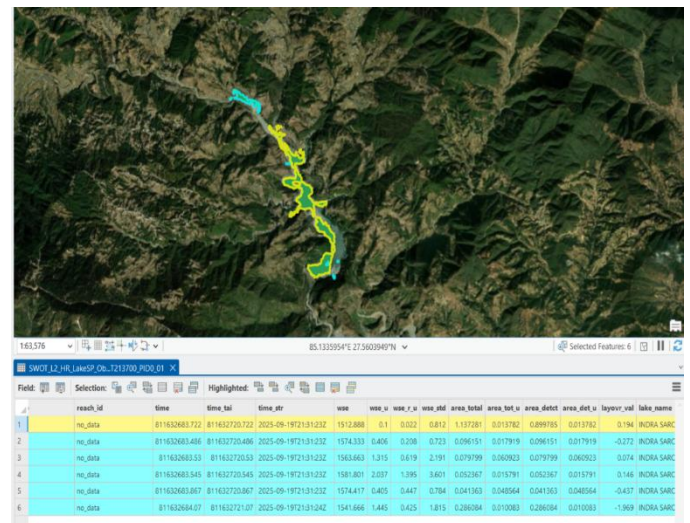 1:63,576
85.1335954°E 27.5603949°N
Selected Features: 6
SWOT_L2_HR_LakeSP_Ob...T213700_PID0_01 X
Field: Selection: Highlighted:
reach_id time time_tai time_str wse wse_u wse_r_u wse_std area_total area_tot_u area_detct area_det_u layovr_val lake_name
1 no_data 811632683.722 811632720.722 2025-09-19T21:31:23Z 1512.888 0.1 0.022 0.812 1.137281 0.013782 0.899785 0.013782 0.194 INDRA SARO
2 no_data 811632683.486 811632720.486 2025-09-19T21:31:23Z 1574.333 0.406 0.208 0.723 0.096151 0.017919 0.096151 0.017919 -0.272 INDRA SARO
3 no_data 811632683.53 811632720.53 2025-09-19T21:31:23Z 1563.663 1.315 0.619 2.191 0.079799 0.060923 0.079799 0.060923 0.074 INDRA SARO
4 no_data 811632683.545 811632720.545 2025-09-19T21:31:23Z 1581.801 2.037 1.395 3.601 0.052367 0.015791 0.052367 0.015791 0.146 INDRA SARO
5 no_data 811632683.867 811632720.867 2025-09-19T21:31:23Z 1574.417 0.405 0.447 0.784 0.041363 0.048564 0.041363 0.048564 -0.437 INDRA SARO
6 no_data 811632684.07 811632721.07 2025-09-19T21:31:24Z 1541.666 1.445 0.425 1.815 0.286084 0.010083 0.286084 0.010083 -1.969 INDRA SARO